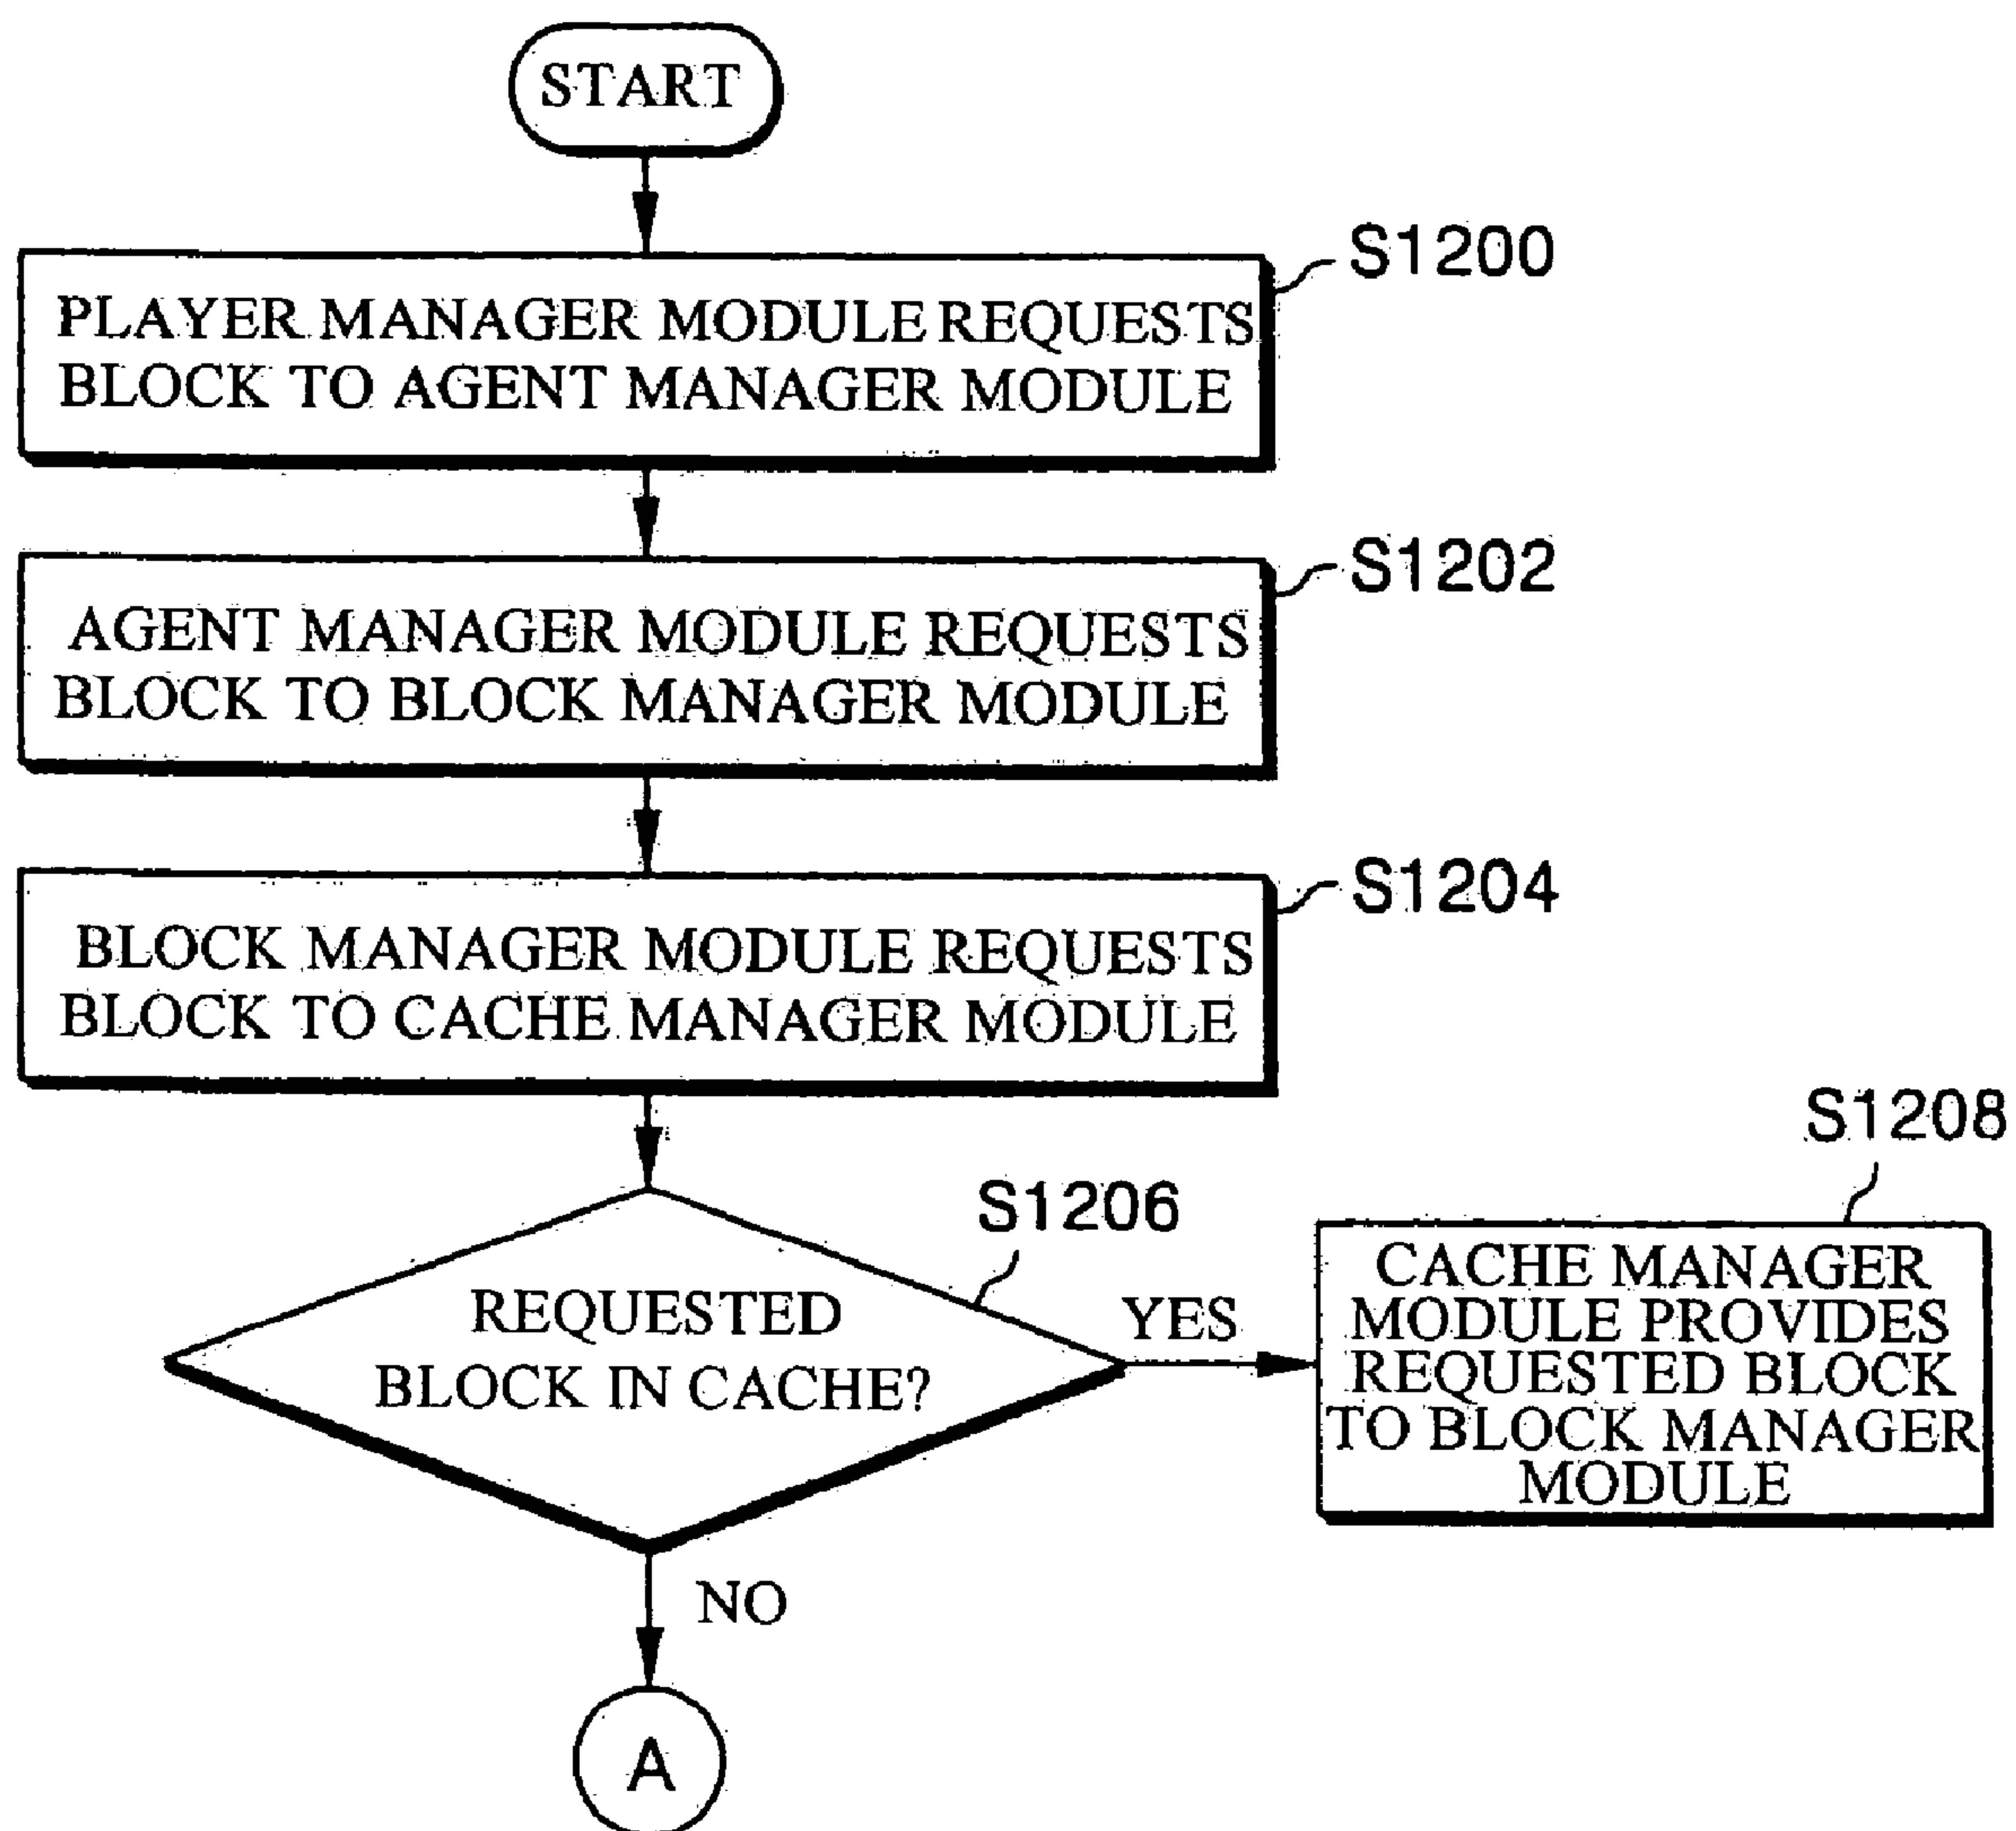 START
S1200
PLAYER MANAGER MODULE REQUESTS
BLOCK TO AGENT MANAGER MODULE
S1202
AGENT MANAGER MODULE REQUESTS
BLOCK TO BLOCK MANAGER MODULE
S1204
BLOCK MANAGER MODULE REQUESTS
BLOCK TO CACHE MANAGER MODULE
S1206
REQUESTED
BLOCK IN CACHE?
YES
S1208
CACHE MANAGER
MODULE PROVIDES
REQUESTED BLOCK
TO BLOCK MANAGER
MODULE
NO
A